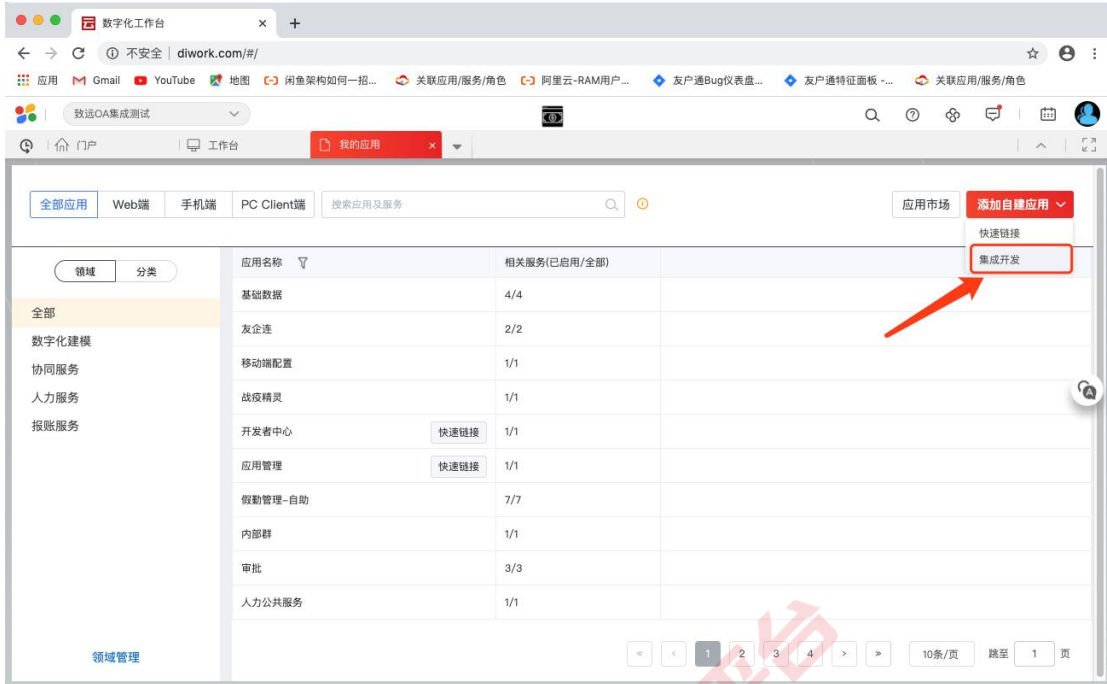 数字化工作台
不安全 | diwork.com/#/
应用 Gmail YouTube 地图 闲鱼架构如何一招... 关联应用/服务/角色 阿里云-RAM用户... 友户通Bug仪表盘... 友户通特征面板 -... 关联应用/服务/角色
致远OA集成测试
门户 工作台 我的应用
全部应用 Web端 手机端 PC Client端 搜索应用及服务 应用市场 添加自建应用
快速链接
集成开发
领域 分类
全部
数字化建模
协同服务
人力服务
报账服务
领域管理
应用名称 相关服务(已启用/全部)
基础数据 4/4
友企连 2/2
移动端配置 1/1
战疫精灵 1/1
开发者中心 快速链接 1/1
应用管理 快速链接 1/1
假勤管理-自助 7/7
内部群 1/1
审批 3/3
人力公共服务 1/1
« < 1 2 3 4 > » 10条/页 跳至 1 页